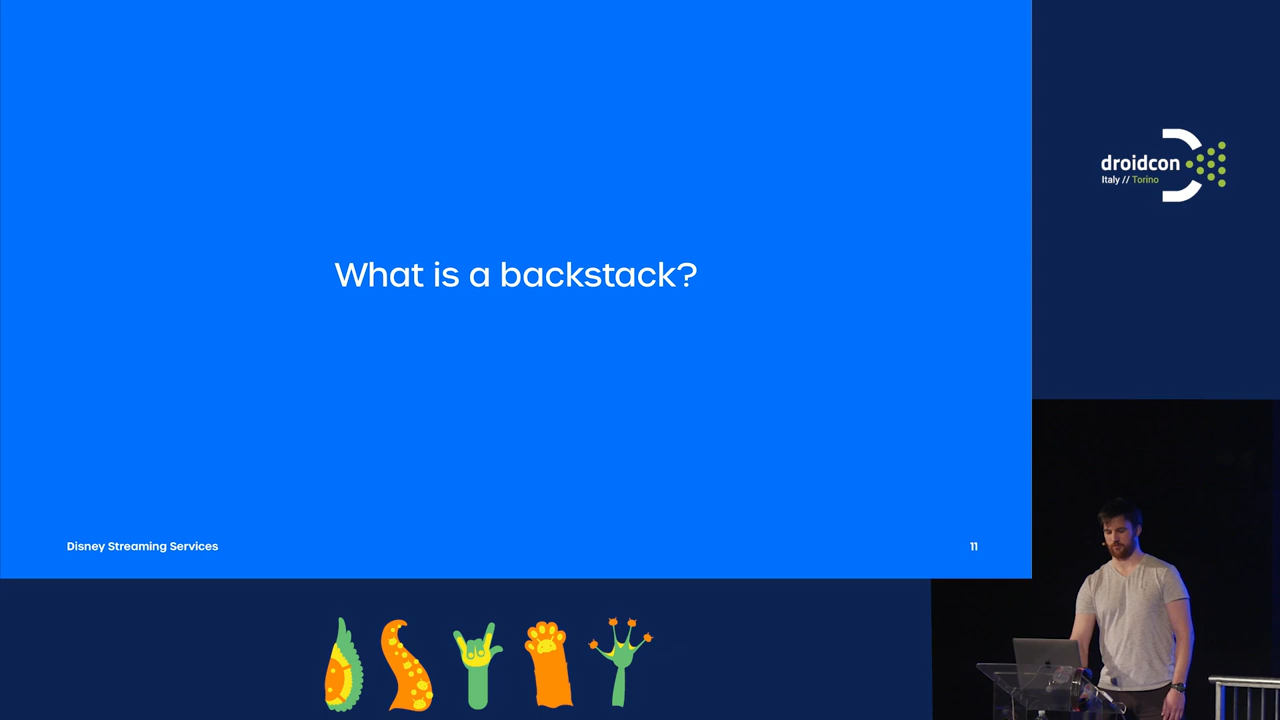 What is a backstack?
Disney Streaming Services
11
droidcon
Italy // Torino